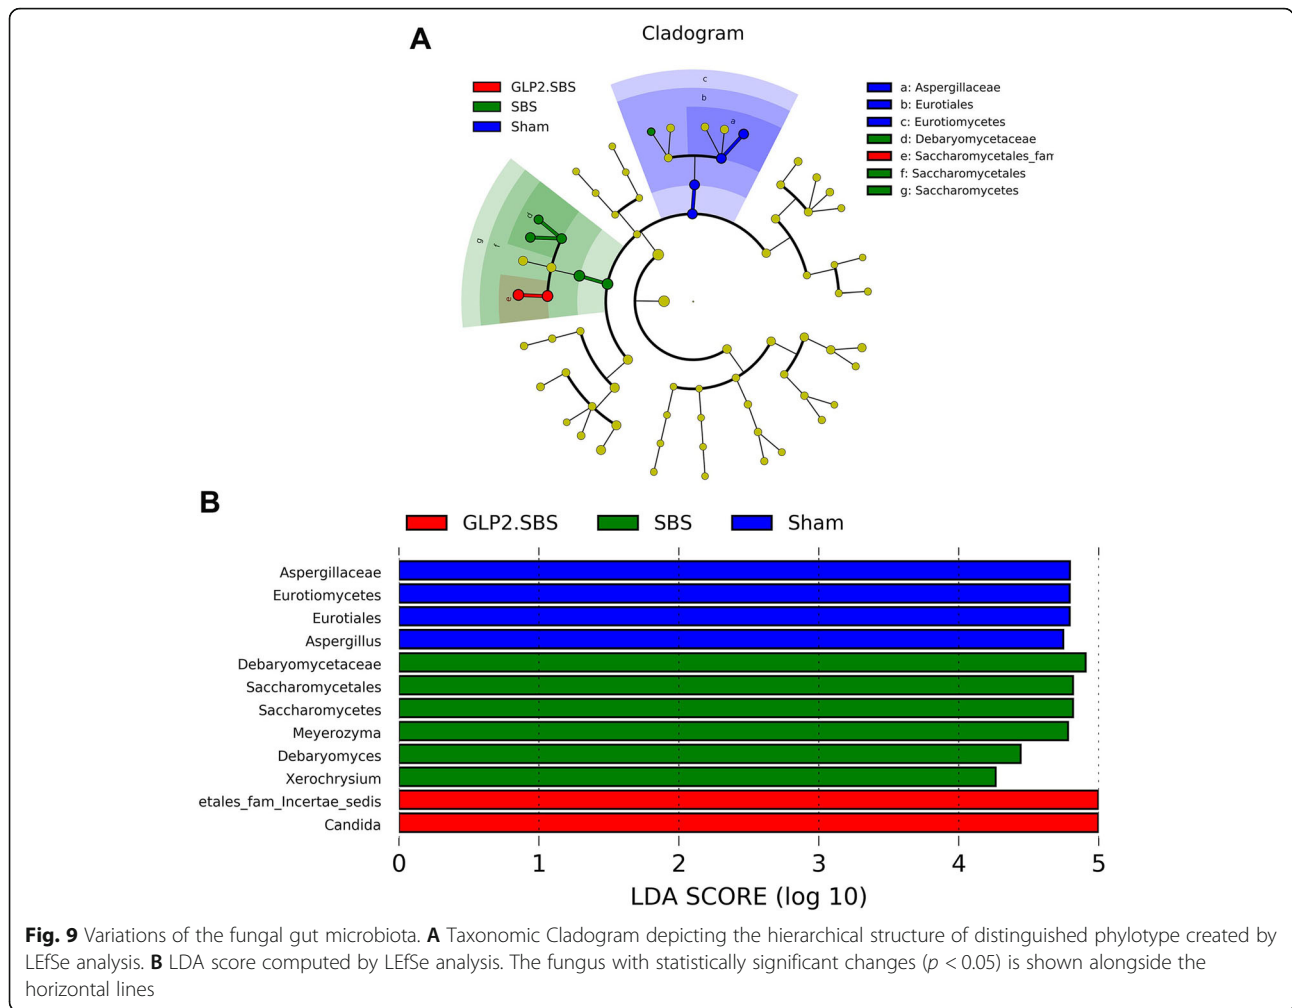 A
Cladogram
GLP2.SBS
SBS
Sham
c
b
a
d
g
f
e
a: Aspergillaceae
b: Eurotiales
c: Eurotiomycetes
d: Debaryomycetaceae
e: Saccharomycetales_fam
f: Saccharomycetales
g: Saccharomycetes
B
GLP2.SBS SBS Sham
Aspergillaceae
Eurotiomycetes
Eurotiales
Aspergillus
Debaryomycetaceae
Saccharomycetales
Saccharomycetes
Meyerozyma
Debaryomyces
Xerochrysium
etales_fam_Incertae_sedis
Candida
0 1 2 3 4 5
LDA SCORE (log 10)
Fig. 9 Variations of the fungal gut microbiota. A Taxonomic Cladogram depicting the hierarchical structure of distinguished phylotype created by
LEfSe analysis. B LDA score computed by LEfSe analysis. The fungus with statistically significant changes (p < 0.05) is shown alongside the
horizontal lines